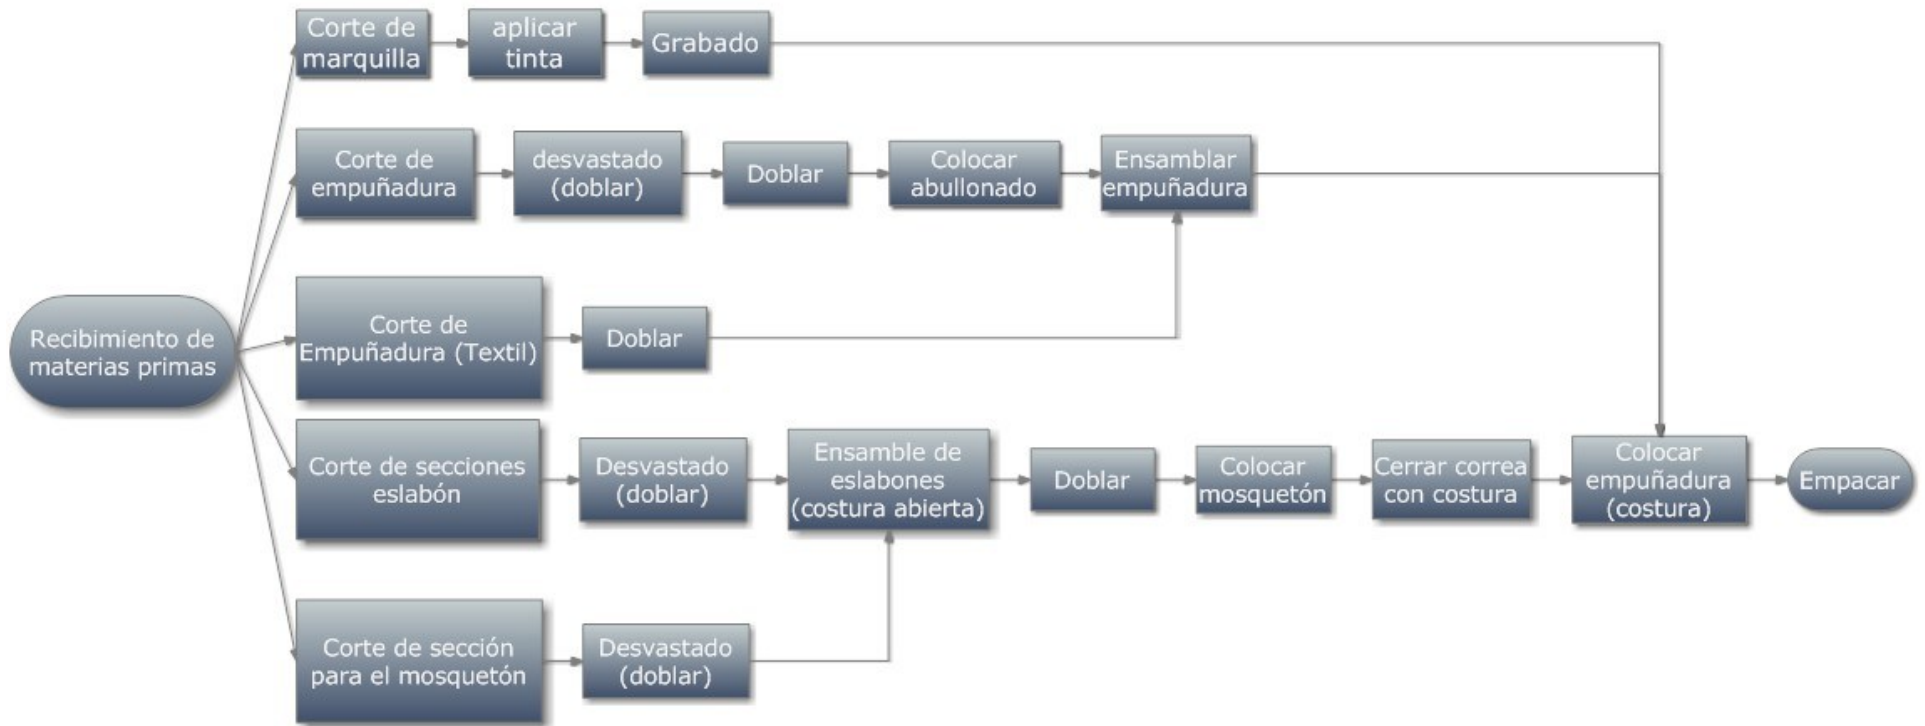 Corte de
marquilla
aplicar
tinta
Grabado
Corte de
empuñadura
desvastado
(doblar)
Doblar
Colocar
abullonado
Ensamblar
empuñadura
Recibimiento de
materias primas
Corte de
Empuñadura (Textil)
Doblar
Corte de secciones
eslabón
Desvastado
(doblar)
Ensamble de
eslabones
(costura abierta)
Doblar
Colocar
mosquetón
Cerrar correa
con costura
Colocar
empuñadura
(costura)
Empacar
Corte de sección
para el mosquetón
Desvastado
(doblar)